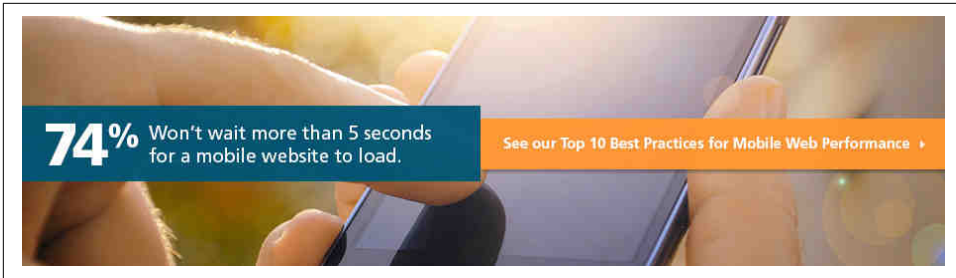 74% Won't wait more than 5 seconds
for a mobile website to load.
See our Top 10 Best Practices for Mobile Web Performance